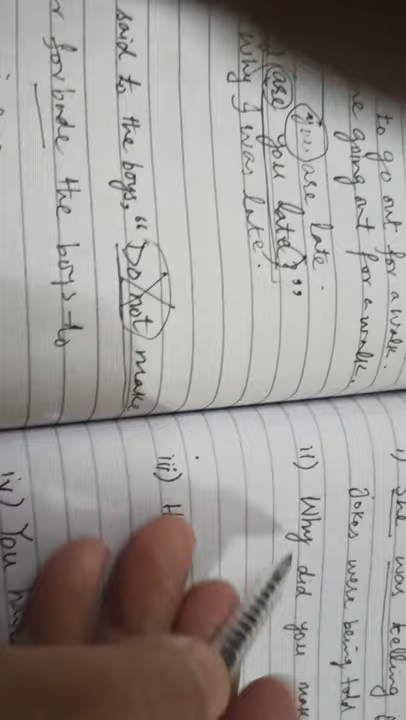 to go out for a walk.
going out for a walk.
you are late.
are you late?”
why I was late.
said to the boys, “Do not make
forbade the boys to
She was telling
Jokes were being told
ii) Why did you
iii)
iv) You